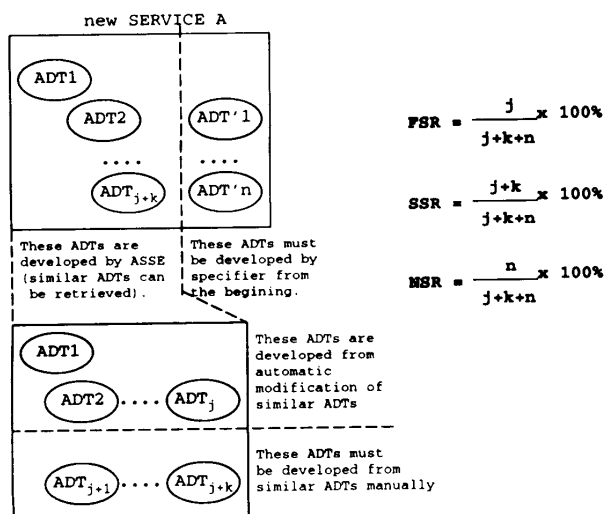 new SERVICE A
ADT1
ADT2
ADT'1
....
....
ADTj+k
ADT'n
These ADTs are
developed by ASSE
(similar ADTs can
be retrieved).
These ADTs must
be developed by
specifier from
the begining.
ADT1
ADT2
....
ADTj
These ADTs are
developed from
automatic
modification of
similar ADTs
ADTj+1
....
ADTj+k
These ADTs must
be developed from
similar ADTs manually
FSR = j / j+k+n x 100%
SSR = j+k / j+k+n x 100%
NSR = n / j+k+n x 100%